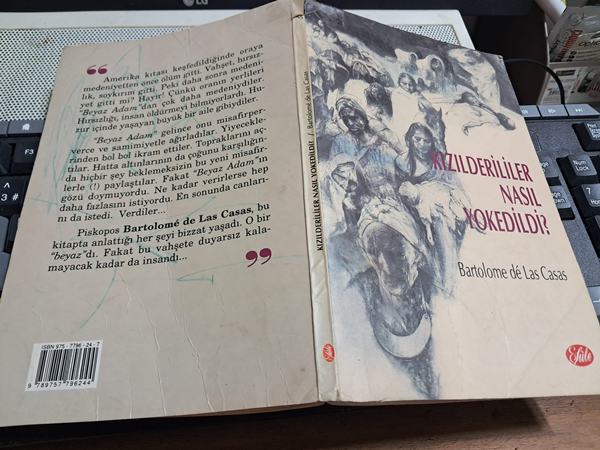 LG
“
Amerika kıtası keşfedildiğinde oraya
medeniyetten önce ölüm gitti. Vahşet, hırsız-
lık, soykırım gitti. Peki daha sonra medeni-
yet gitti mi? Hayır! Çünkü oranın yerlileri
"Beyaz Adam"dan çok daha medeniydiler.
Hırsızlığı, insan öldürmeyi bilmiyorlardı. Hu-
zur içinde yaşayan büyük bir aile gibiydiler.
"Beyaz Adam" gelince onu misafirper-
verce ve samimiyetle ağırladılar. Yiyecekle-
rinden bol bol ikram ettiler. Topraklarını aç-
tılar. Hatta altınlarının da çoğunu karşılığın-
da hiçbir şey beklemeksizin bu yeni misafir-
lerle (!) paylaştılar. Fakat "Beyaz Adam"ın
gözü doymuyordu. Ne kadar verirlerse hep
daha fazlasını istiyordu. En sonunda canları-
nı da istedi. Verdiler...
Piskopos Bartolomé de Las Casas, bu
kitapta anlattığı her şeyi bizzat yaşadı. O bir
"beyaz"dı. Fakat bu vahşete duyarsız kala-
mayacak kadar da insandı...
”
ISBN 975-7796-24-7
9 789757 796244
KIZILDERİLİLER NASIL YOKEDİLDİ? Bartolome dé Las Casas
Şûle
KIZILDERİLİLER
NASIL
YOKEDİLDİ?
Bartolome dé Las Casas
Şûle
Num
Lock